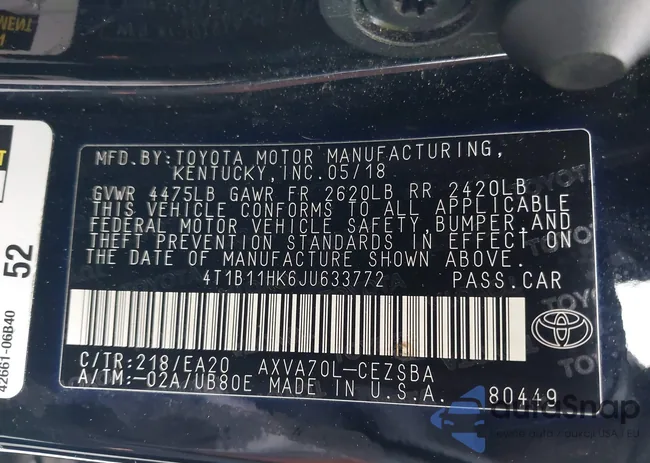 MENT
52
42661-06B40
MFD.BY:TOYOTA MOTOR MANUFACTURING,
KENTUCKY,INC.05/18
GVWR 4475LB GAWR FR 2620LB RR 2420LB
THIS VEHICLE CONFORMS TO ALL APPLICABLE
FEDERAL MOTOR VEHICLE SAFETY,BUMPER,AND
THEFT PREVENTION STANDARDS IN EFFECT ON
THE DATE OF MANUFACTURE SHOWN ABOVE.
4T1B11HK6JU633772 PASS.CAR
TOYOTA
C/TR:218/EA20 AXVA70L-CEZSBA
A/TM:-02A/UB80E MADE IN U.S.A. 80449
autoSnap